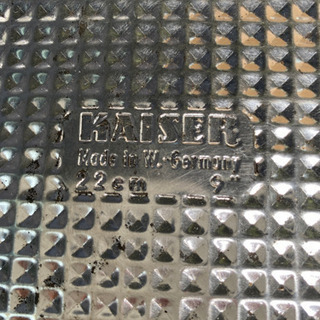 KAISER
Made in W.-Germany
22cm 9"